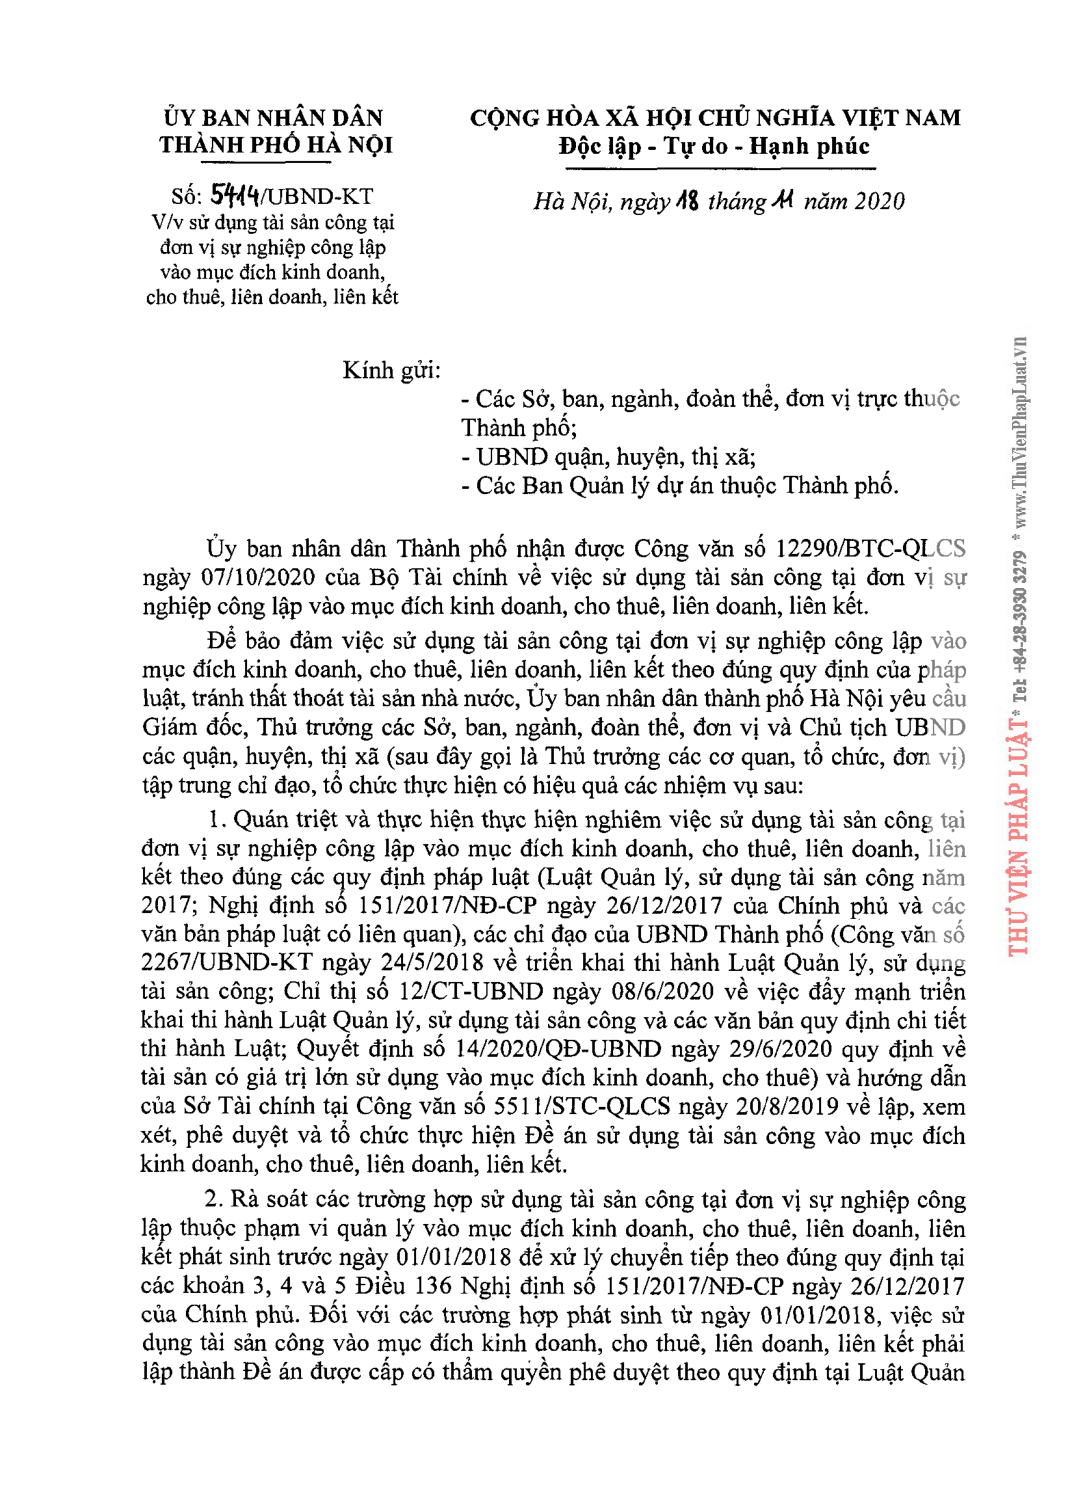 ỦY BAN NHÂN DÂN
THÀNH PHỐ HÀ NỘI
CỘNG HÒA XÃ HỘI CHỦ NGHĨA VIỆT NAM
Độc lập - Tự do - Hạnh phúc
Số: 5414/UBND-KT
V/v sử dụng tài sản công tại
đơn vị sự nghiệp công lập
vào mục đích kinh doanh,
cho thuê, liên doanh, liên kết
Hà Nội, ngày 18 tháng 11 năm 2020
Kính gửi:
- Các Sở, ban, ngành, đoàn thể, đơn vị trực thuộc
Thành phố;
- UBND quận, huyện, thị xã;
- Các Ban Quản lý dự án thuộc Thành phố.
Ủy ban nhân dân Thành phố nhận được Công văn số 12290/BTC-QLCS
ngày 07/10/2020 của Bộ Tài chính về việc sử dụng tài sản công tại đơn vị sự
nghiệp công lập vào mục đích kinh doanh, cho thuê, liên doanh, liên kết.
Để bảo đảm việc sử dụng tài sản công tại đơn vị sự nghiệp công lập vào
mục đích kinh doanh, cho thuê, liên doanh, liên kết theo đúng quy định của pháp
luật, tránh thất thoát tài sản nhà nước, Ủy ban nhân dân thành phố Hà Nội yêu cầu
Giám đốc, Thủ trưởng các Sở, ban, ngành, đoàn thể, đơn vị và Chủ tịch UBND
các quận, huyện, thị xã (sau đây gọi là Thủ trưởng các cơ quan, tổ chức, đơn vị)
tập trung chỉ đạo, tổ chức thực hiện có hiệu quả các nhiệm vụ sau:
1. Quán triệt và thực hiện thực hiện nghiêm việc sử dụng tài sản công tại
đơn vị sự nghiệp công lập vào mục đích kinh doanh, cho thuê, liên doanh, liên
kết theo đúng các quy định pháp luật (Luật Quản lý, sử dụng tài sản công năm
2017; Nghị định số 151/2017/NĐ-CP ngày 26/12/2017 của Chính phủ và các
văn bản pháp luật có liên quan), các chỉ đạo của UBND Thành phố (Công văn số
2267/UBND-KT ngày 24/5/2018 về triển khai thi hành Luật Quản lý, sử dụng
tài sản công; Chỉ thị số 12/CT-UBND ngày 08/6/2020 về việc đẩy mạnh triển
khai thi hành Luật Quản lý, sử dụng tài sản công và các văn bản quy định chi tiết
thi hành Luật; Quyết định số 14/2020/QĐ-UBND ngày 29/6/2020 quy định về
tài sản có giá trị lớn sử dụng vào mục đích kinh doanh, cho thuê) và hướng dẫn
của Sở Tài chính tại Công văn số 5511/STC-QLCS ngày 20/8/2019 về lập, xem
xét, phê duyệt và tổ chức thực hiện Đề án sử dụng tài sản công vào mục đích
kinh doanh, cho thuê, liên doanh, liên kết.
2. Rà soát các trường hợp sử dụng tài sản công tại đơn vị sự nghiệp công
lập thuộc phạm vi quản lý vào mục đích kinh doanh, cho thuê, liên doanh, liên
kết phát sinh trước ngày 01/01/2018 để xử lý chuyển tiếp theo đúng quy định tại
các khoản 3, 4 và 5 Điều 136 Nghị định số 151/2017/NĐ-CP ngày 26/12/2017
của Chính phủ. Đối với các trường hợp phát sinh từ ngày 01/01/2018, việc sử
dụng tài sản công vào mục đích kinh doanh, cho thuê, liên doanh, liên kết phải
lập thành Đề án được cấp có thẩm quyền phê duyệt theo quy định tại Luật Quản
THƯ VIỆN PHÁP LUẬT * Tel: +84-28-3930 3279 * www.ThuVienPhapLuat.vn